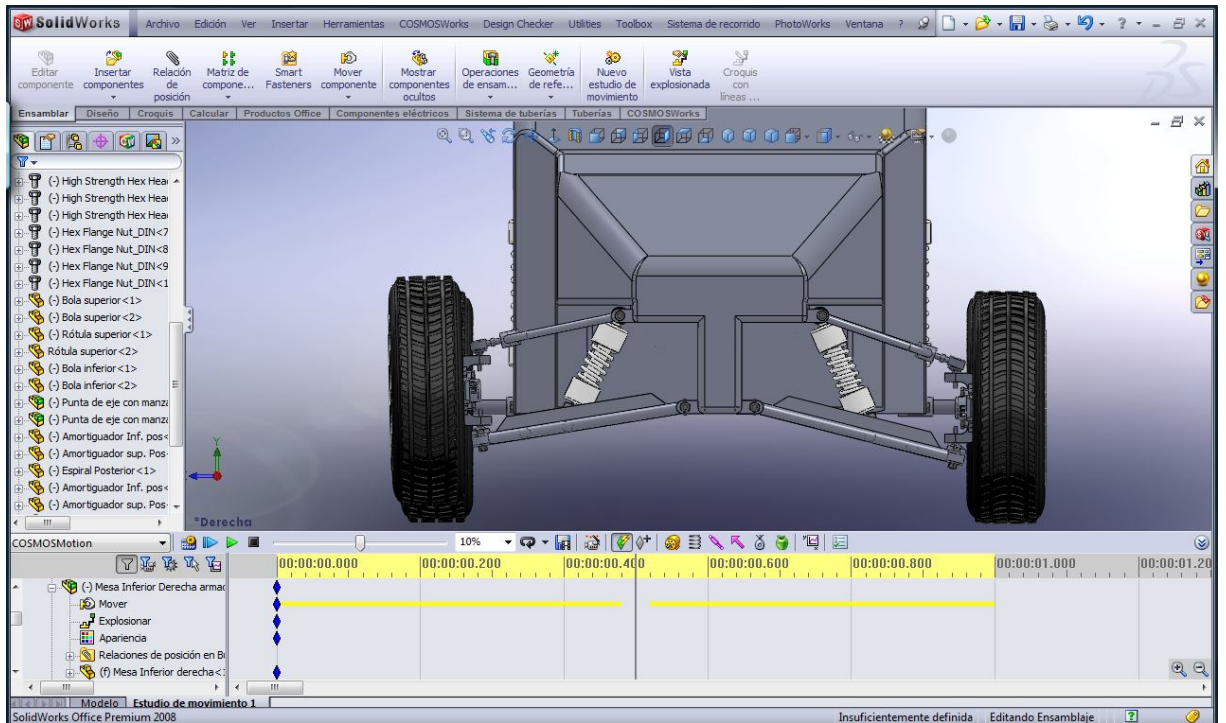 SolidWorks Archivo Edición Ver Insertar Herramientas COSMOSWorks Design Checker Utilities Toolbox Sistema de recorrido PhotoWorks Ventana ?
Editar componente
Insertar componentes
Relación de posición
Matriz de compone...
Smart Fasteners
Mover componente
Mostrar componentes ocultos
Operaciones de ensam...
Geometría de refe...
Nuevo estudio de movimiento
Vista explosionada
Croquis con líneas ...
Ensamblar Diseño Croquis Calcular Productos Office Componentes eléctricos Sistema de tuberías Tuberías COSMOSWorks
(-) High Strength Hex Hea
(-) High Strength Hex Hea
(-) High Strength Hex Hea
(-) Hex Flange Nut_DIN<7
(-) Hex Flange Nut_DIN<8
(-) Hex Flange Nut_DIN<9
(-) Hex Flange Nut_DIN<1
(-) Bola superior<1>
(-) Bola superior<2>
(-) Rótula superior<1>
Rótula superior<2>
(-) Bola inferior<1>
(-) Bola inferior<2>
(-) Punta de eje con manza
(-) Punta de eje con manza
(-) Amortiguador Inf. pos<
(-) Amortiguador sup. Pos
(-) Espiral Posterior<1>
(-) Amortiguador Inf. pos<
(-) Amortiguador sup. Pos
Y
*Derecha
COSMOSMotion 10%
00:00:00.000 00:00:00.200 00:00:00.400 00:00:00.600 00:00:00.800 00:00:01.000 00:00:01.20
(-) Mesa Inferior Derecha armad
Mover
Explosionar
Apariencia
Relaciones de posición en B
(f) Mesa Inferior derecha<
Modelo Estudio de movimiento 1
SolidWorks Office Premium 2008 Insuficientemente definida Editando Ensamblaje